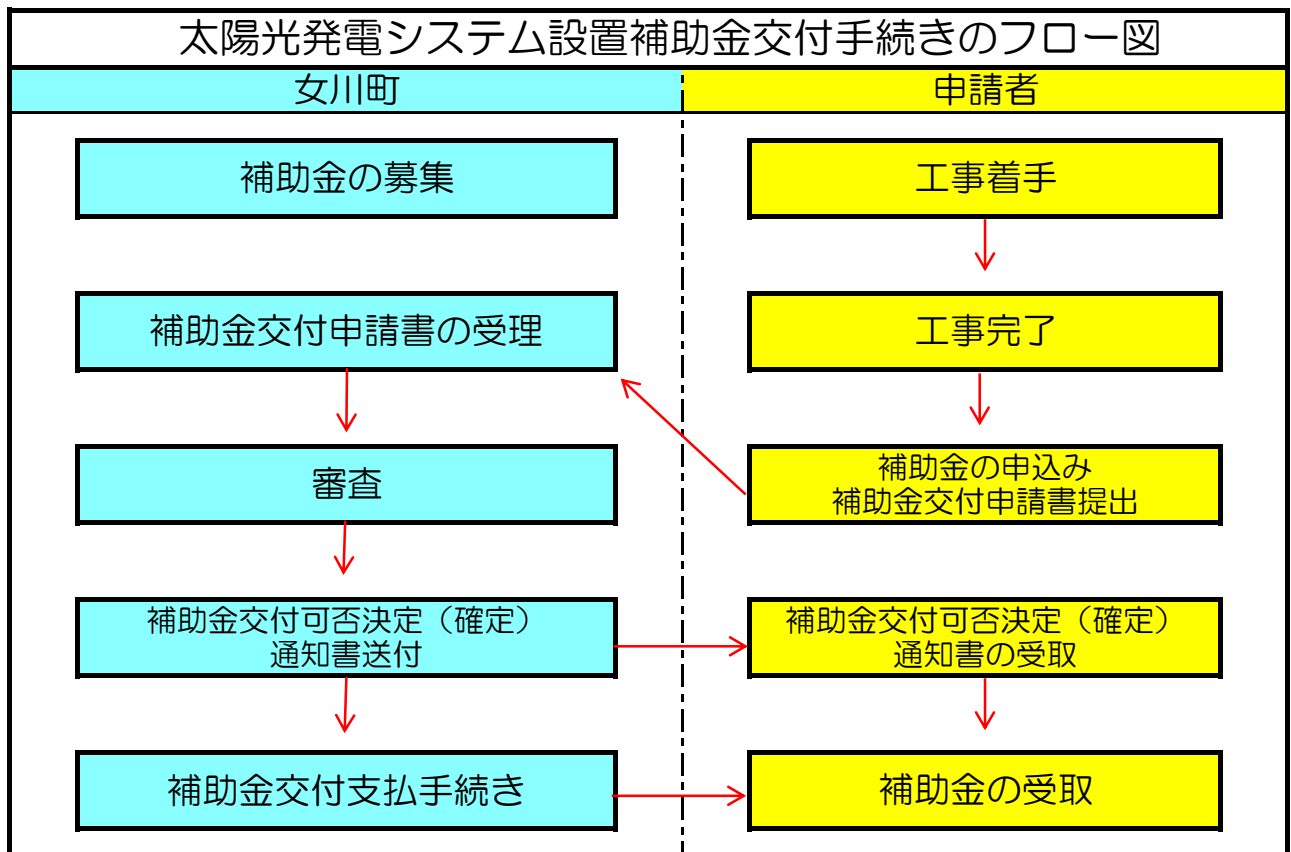 太陽光発電システム設置補助金交付手続きのフロー図
女川町
申請者
補助金の募集
工事着手
補助金交付申請書の受理
工事完了
審査
補助金の申込み
補助金交付申請書提出
補助金交付可否決定（確定）
通知書送付
補助金交付可否決定（確定）
通知書の受取
補助金交付支払手続き
補助金の受取